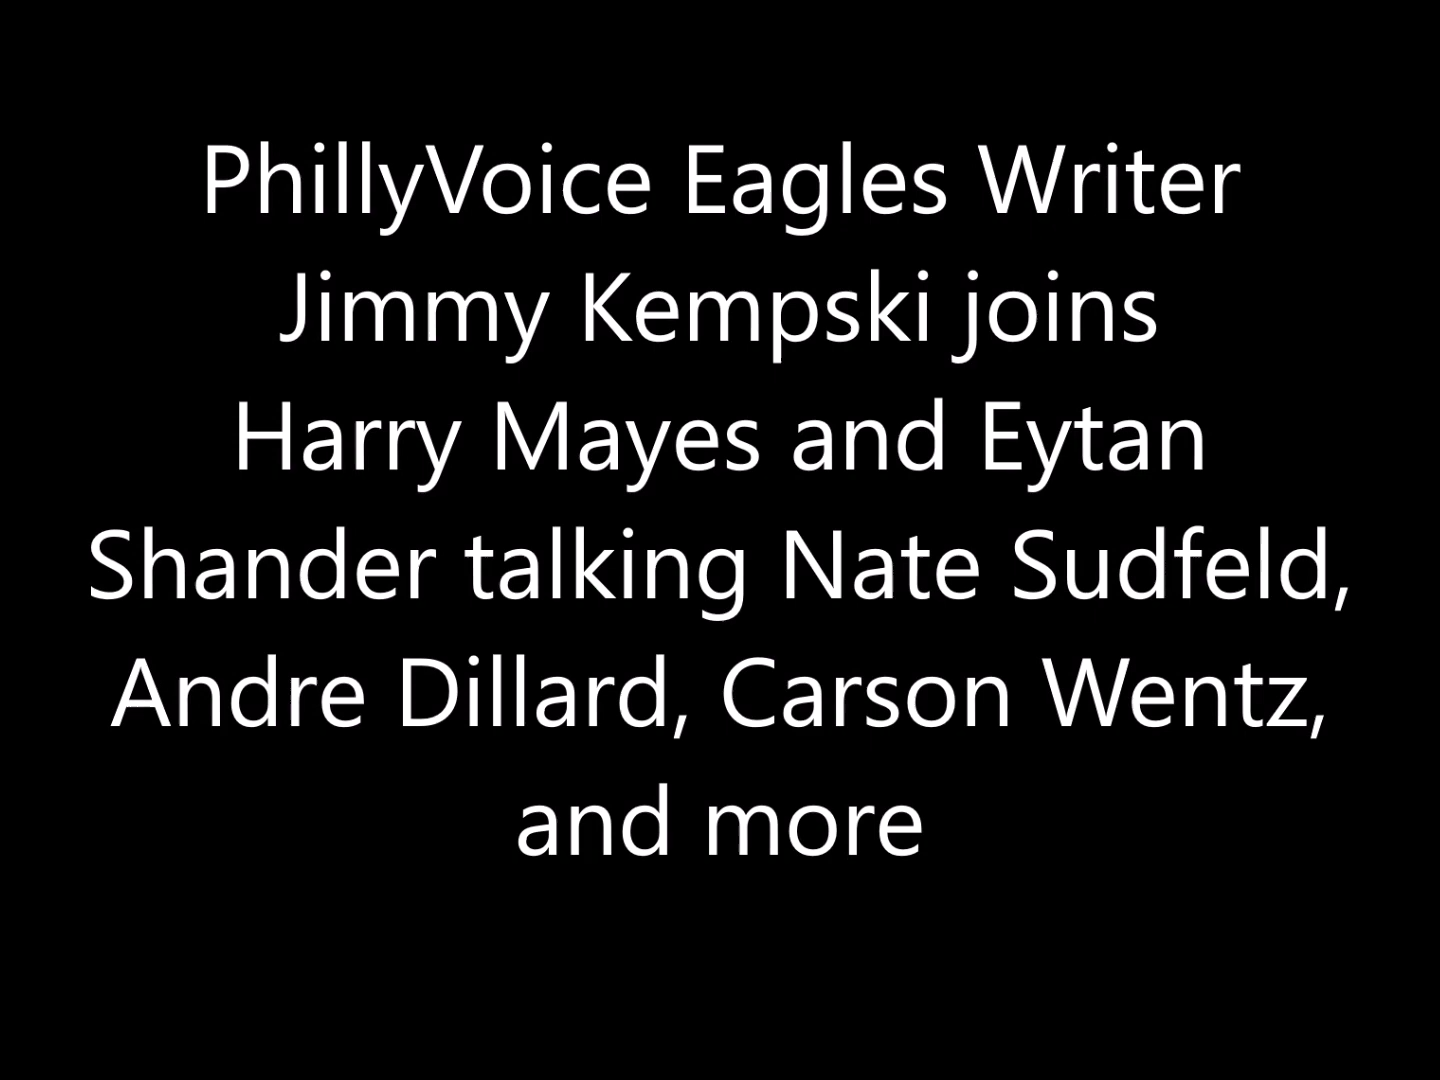 PhillyVoice Eagles Writer
Jimmy Kempski joins
Harry Mayes and Eytan
Shander talking Nate Sudfeld,
Andre Dillard, Carson Wentz,
and more